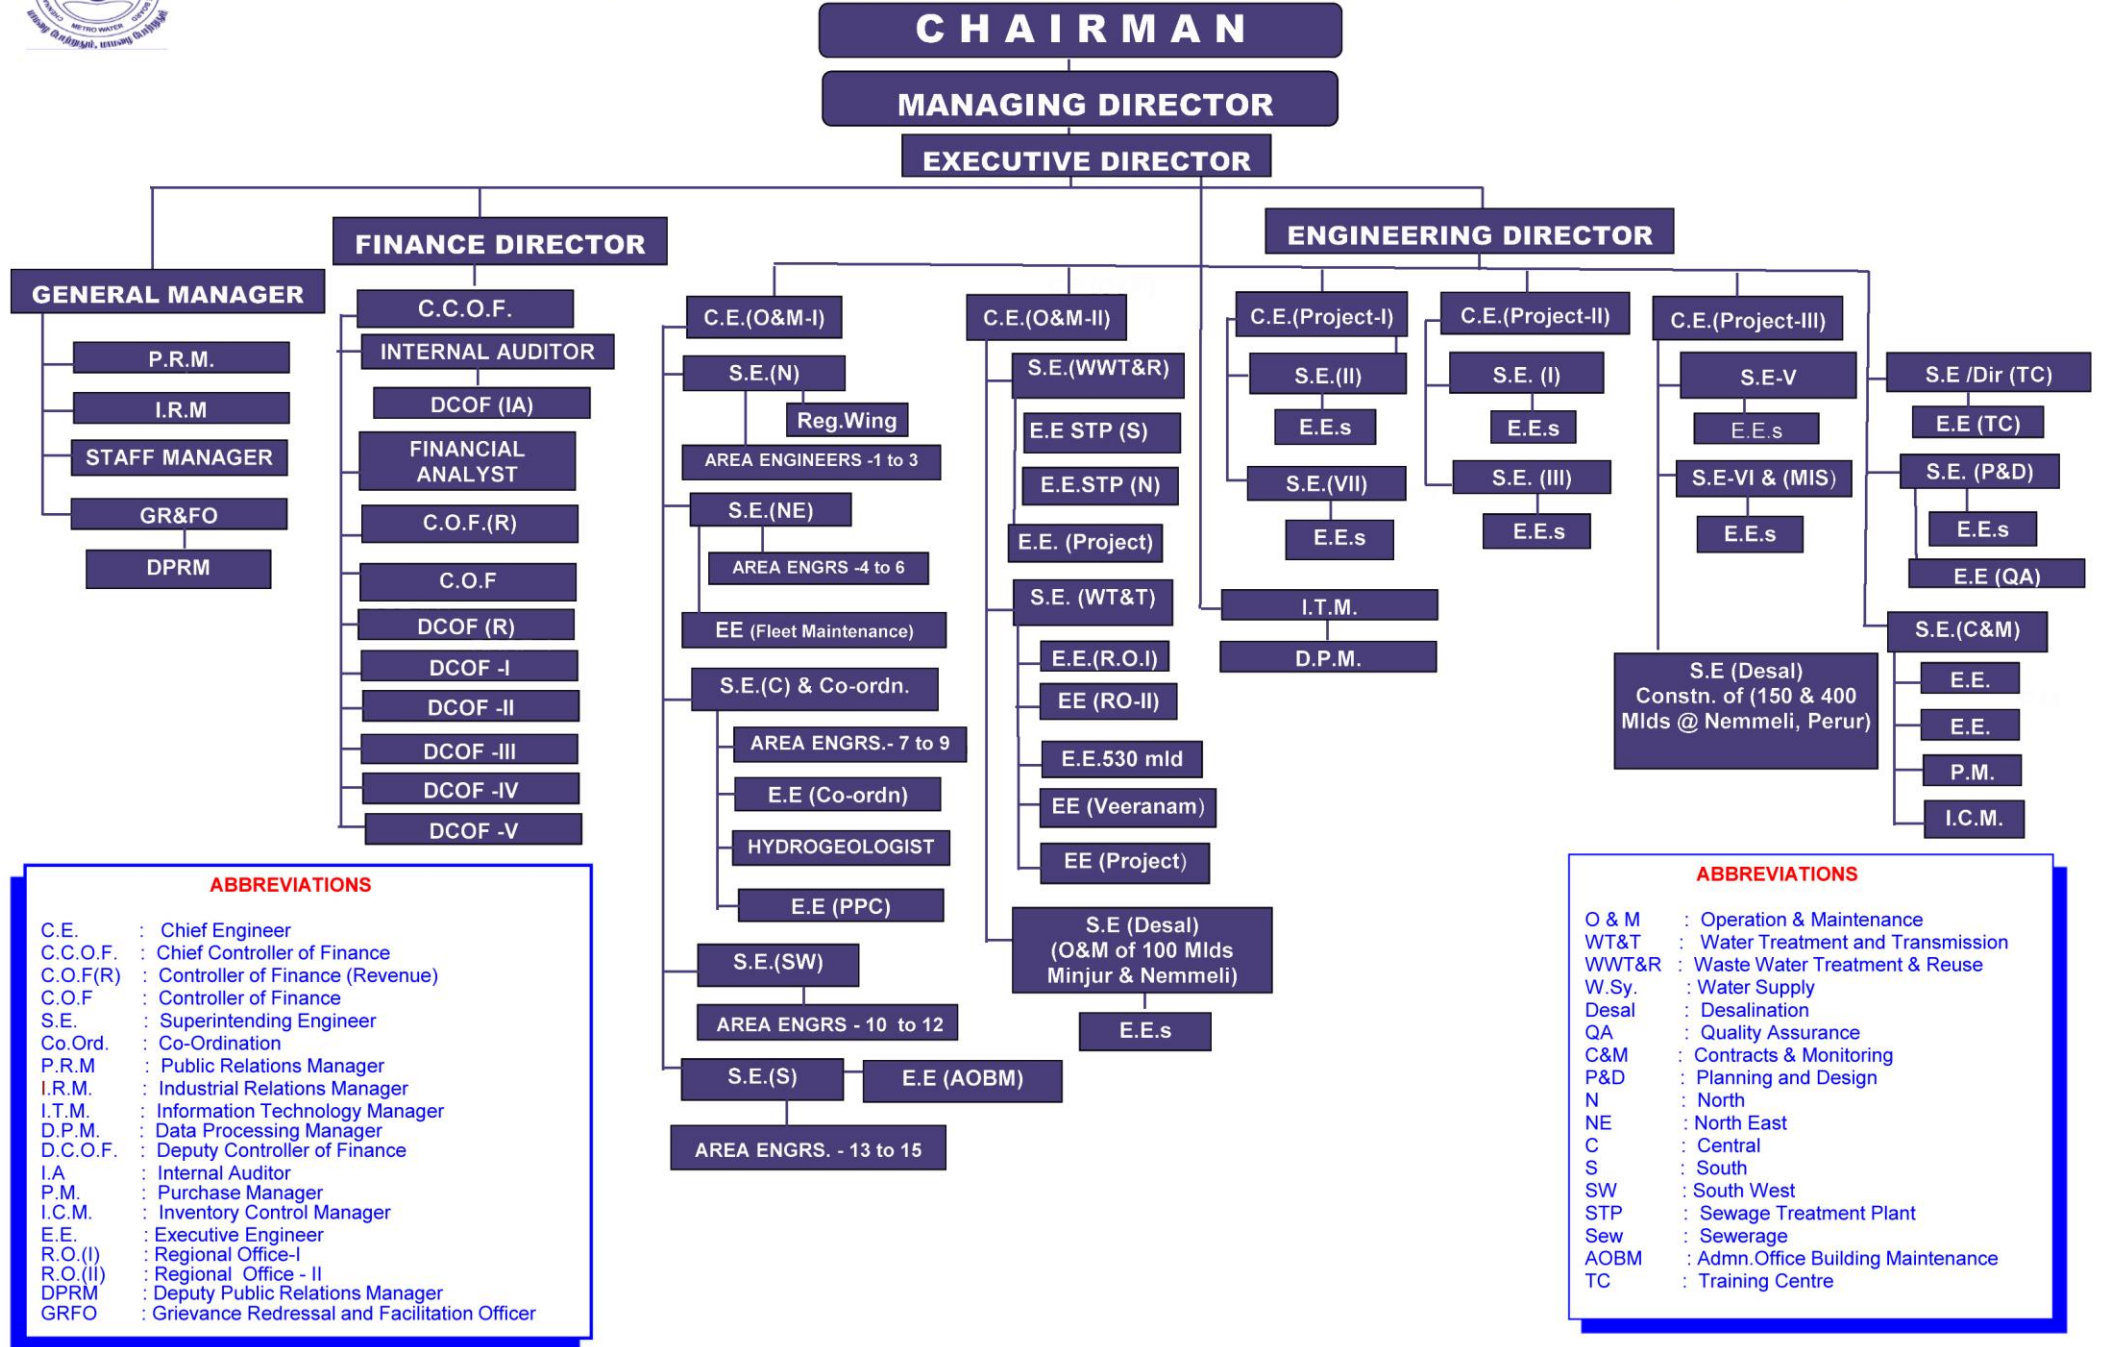 METRO WATER
CHAIRMAN
MANAGING DIRECTOR
EXECUTIVE DIRECTOR
FINANCE DIRECTOR
ENGINEERING DIRECTOR
GENERAL MANAGER
P.R.M.
I.R.M
STAFF MANAGER
GR&FO
DPRM
C.C.O.F.
INTERNAL AUDITOR
DCOF (IA)
FINANCIAL
ANALYST
C.O.F.(R)
C.O.F
DCOF (R)
DCOF -I
DCOF -II
DCOF -III
DCOF -IV
DCOF -V
C.E.(O&M-I)
S.E.(N)
Reg.Wing
AREA ENGINEERS -1 to 3
S.E.(NE)
AREA ENGRS -4 to 6
EE (Fleet Maintenance)
S.E.(C) & Co-ordn.
AREA ENGRS.- 7 to 9
E.E (Co-ordn)
HYDROGEOLOGIST
E.E (PPC)
S.E.(SW)
AREA ENGRS - 10 to 12
S.E.(S)
E.E (AOBM)
AREA ENGRS. - 13 to 15
C.E.(O&M-II)
S.E.(WWT&R)
E.E STP (S)
E.E.STP (N)
E.E. (Project)
S.E. (WT&T)
E.E.(R.O.I)
EE (RO-II)
E.E.530 mld
EE (Veeranam)
EE (Project)
S.E (Desal)
(O&M of 100 Mlds
Minjur & Nemmeli)
E.E.s
C.E.(Project-I)
S.E.(II)
E.E.s
S.E.(VII)
E.E.s
I.T.M.
D.P.M.
C.E.(Project-II)
S.E. (I)
E.E.s
S.E. (III)
E.E.s
C.E.(Project-III)
S.E-V
E.E.s
S.E-VI & (MIS)
E.E.s
S.E (Desal)
Constn. of (150 & 400
Mlds @ Nemmeli, Perur)
S.E /Dir (TC)
E.E (TC)
S.E. (P&D)
E.E.s
E.E (QA)
S.E.(C&M)
E.E.
E.E.
P.M.
I.C.M.
ABBREVIATIONS
C.E. : Chief Engineer
C.C.O.F. : Chief Controller of Finance
C.O.F(R) : Controller of Finance (Revenue)
C.O.F : Controller of Finance
S.E. : Superintending Engineer
Co.Ord. : Co-Ordination
P.R.M : Public Relations Manager
I.R.M. : Industrial Relations Manager
I.T.M. : Information Technology Manager
D.P.M. : Data Processing Manager
D.C.O.F. : Deputy Controller of Finance
I.A : Internal Auditor
P.M. : Purchase Manager
I.C.M. : Inventory Control Manager
E.E. : Executive Engineer
R.O.(I) : Regional Office-I
R.O.(II) : Regional Office - II
DPRM : Deputy Public Relations Manager
GRFO : Grievance Redressal and Facilitation Officer
ABBREVIATIONS
O & M : Operation & Maintenance
WT&T : Water Treatment and Transmission
WWT&R : Waste Water Treatment & Reuse
W.Sy. : Water Supply
Desal : Desalination
QA : Quality Assurance
C&M : Contracts & Monitoring
P&D : Planning and Design
N : North
NE : North East
C : Central
S : South
SW : South West
STP : Sewage Treatment Plant
Sew : Sewerage
AOBM : Admn.Office Building Maintenance
TC : Training Centre